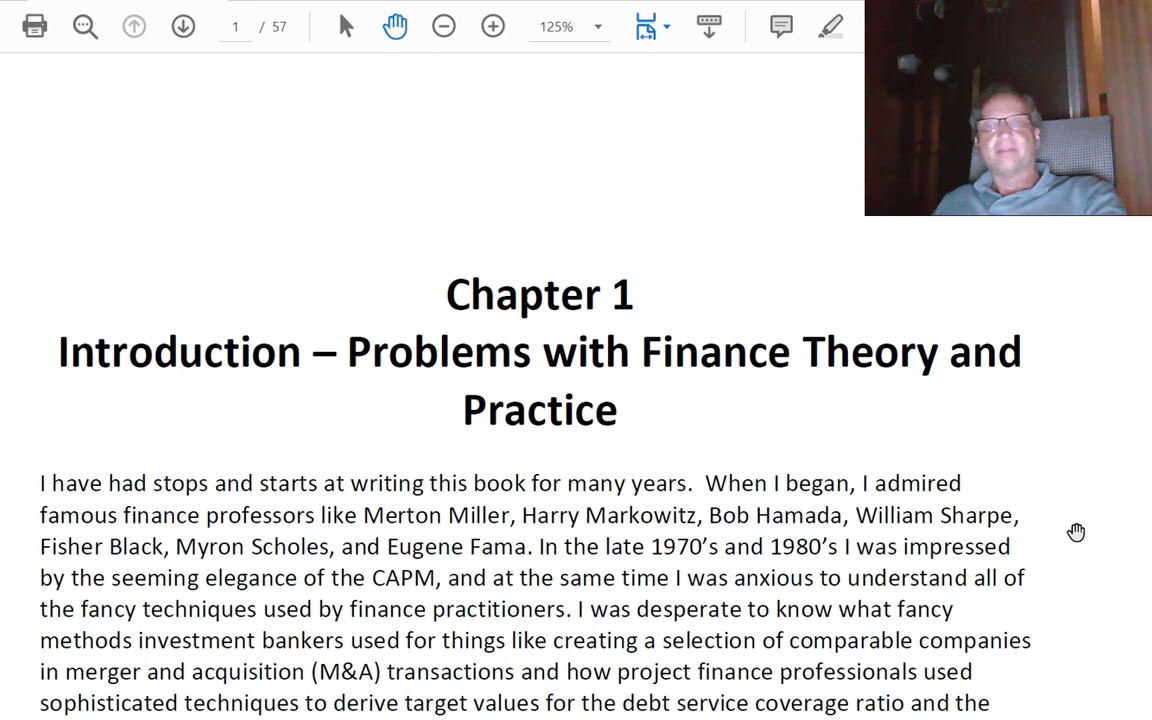 1 / 57
125%
Chapter 1
Introduction – Problems with Finance Theory and
Practice
I have had stops and starts at writing this book for many years.  When I began, I admired
famous finance professors like Merton Miller, Harry Markowitz, Bob Hamada, William Sharpe,
Fisher Black, Myron Scholes, and Eugene Fama. In the late 1970’s and 1980’s I was impressed
by the seeming elegance of the CAPM, and at the same time I was anxious to understand all of
the fancy techniques used by finance practitioners. I was desperate to know what fancy
methods investment bankers used for things like creating a selection of comparable companies
in merger and acquisition (M&A) transactions and how project finance professionals used
sophisticated techniques to derive target values for the debt service coverage ratio and the